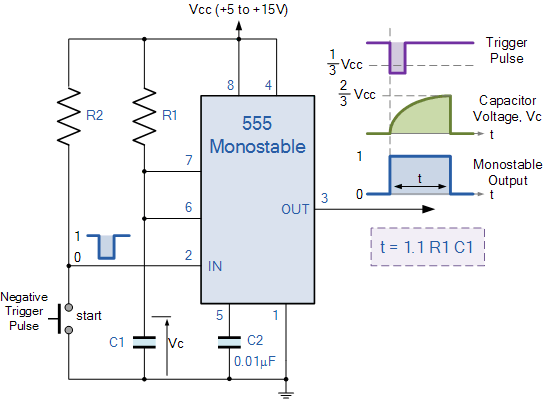 Vcc (+5 to +15V)
Trigger
Pulse
1/3 Vcc
8
4
2/3 Vcc
R2
R1
555
Monostable
Capacitor
Voltage, Vc
t
7
1
Monostable
Output
t
0
t
6
OUT
3
1
0
2
IN
t = 1.1 R1 C1
Negative
Trigger
Pulse
start
5
1
C1
Vc
C2
0.01µF